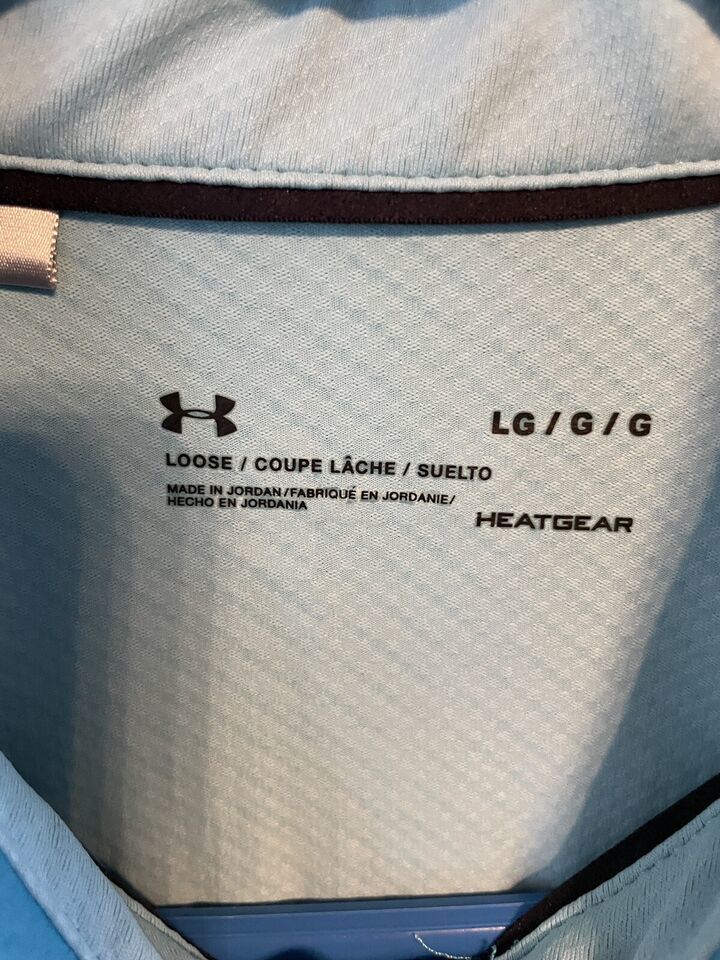 LG / G / G
LOOSE / COUPE LÂCHE / SUELTO
MADE IN JORDAN/FABRIQUÉ EN JORDANIE/
HECHO EN JORDANIA
HEATGEAR